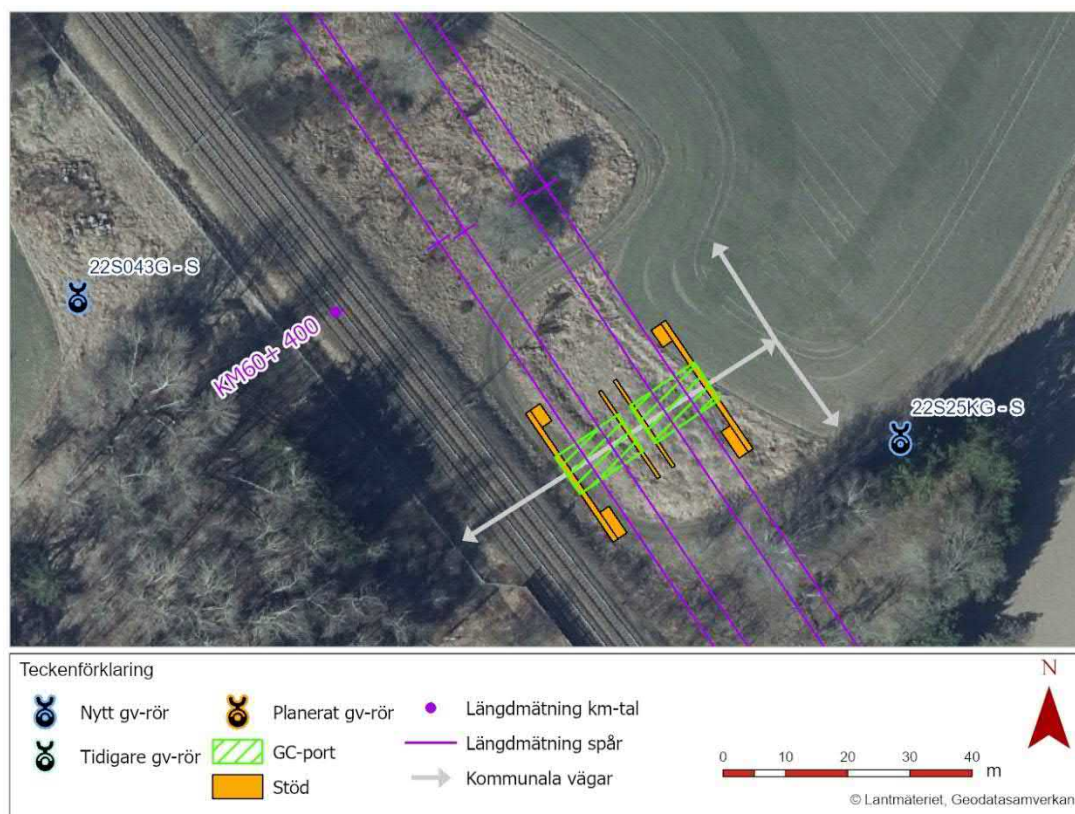 22S043G - S
KM60+ 400
22S25KG - S
Teckenförklaring
Nytt gv-rör
Tidigare gv-rör
Planerat gv-rör
GC-port
Stöd
Längdmätning km-tal
Längdmätning spår
Kommunala vägar
N
0 10 20 30 40 m
© Lantmäteriet, Geodatasamverkan